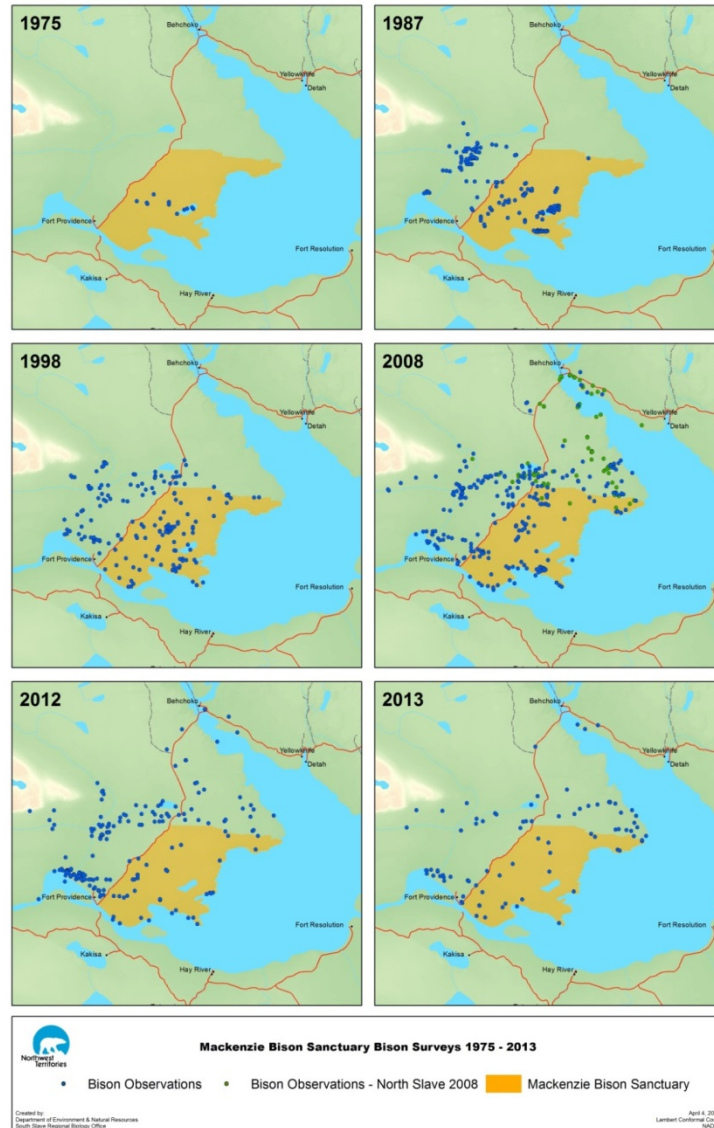 1975
Behchoko
Yellowknife
Detah
Fort Providence
Fort Resolution
Kakisa
Hay River
1987
Behchoko
Yellowknife
Detah
Fort Providence
Fort Resolution
Kakisa
Hay River
1998
Behchoko
Yellowknife
Detah
Fort Providence
Fort Resolution
Kakisa
Hay River
2008
Behchoko
Yellowknife
Detah
Fort Providence
Fort Resolution
Kakisa
Hay River
2012
Behchoko
Yellowknife
Detah
Fort Providence
Fort Resolution
Kakisa
Hay River
2013
Behchoko
Yellowknife
Detah
Fort Providence
Fort Resolution
Kakisa
Hay River
Northwest
Territories
Mackenzie Bison Sanctuary Bison Surveys 1975 - 2013
Bison Observations
Bison Observations - North Slave 2008
Mackenzie Bison Sanctuary
Created by:
Department of Environment & Natural Resources
South Slave Regional Biology Office
April 4, 20
Lambert Conformal Co
NAD